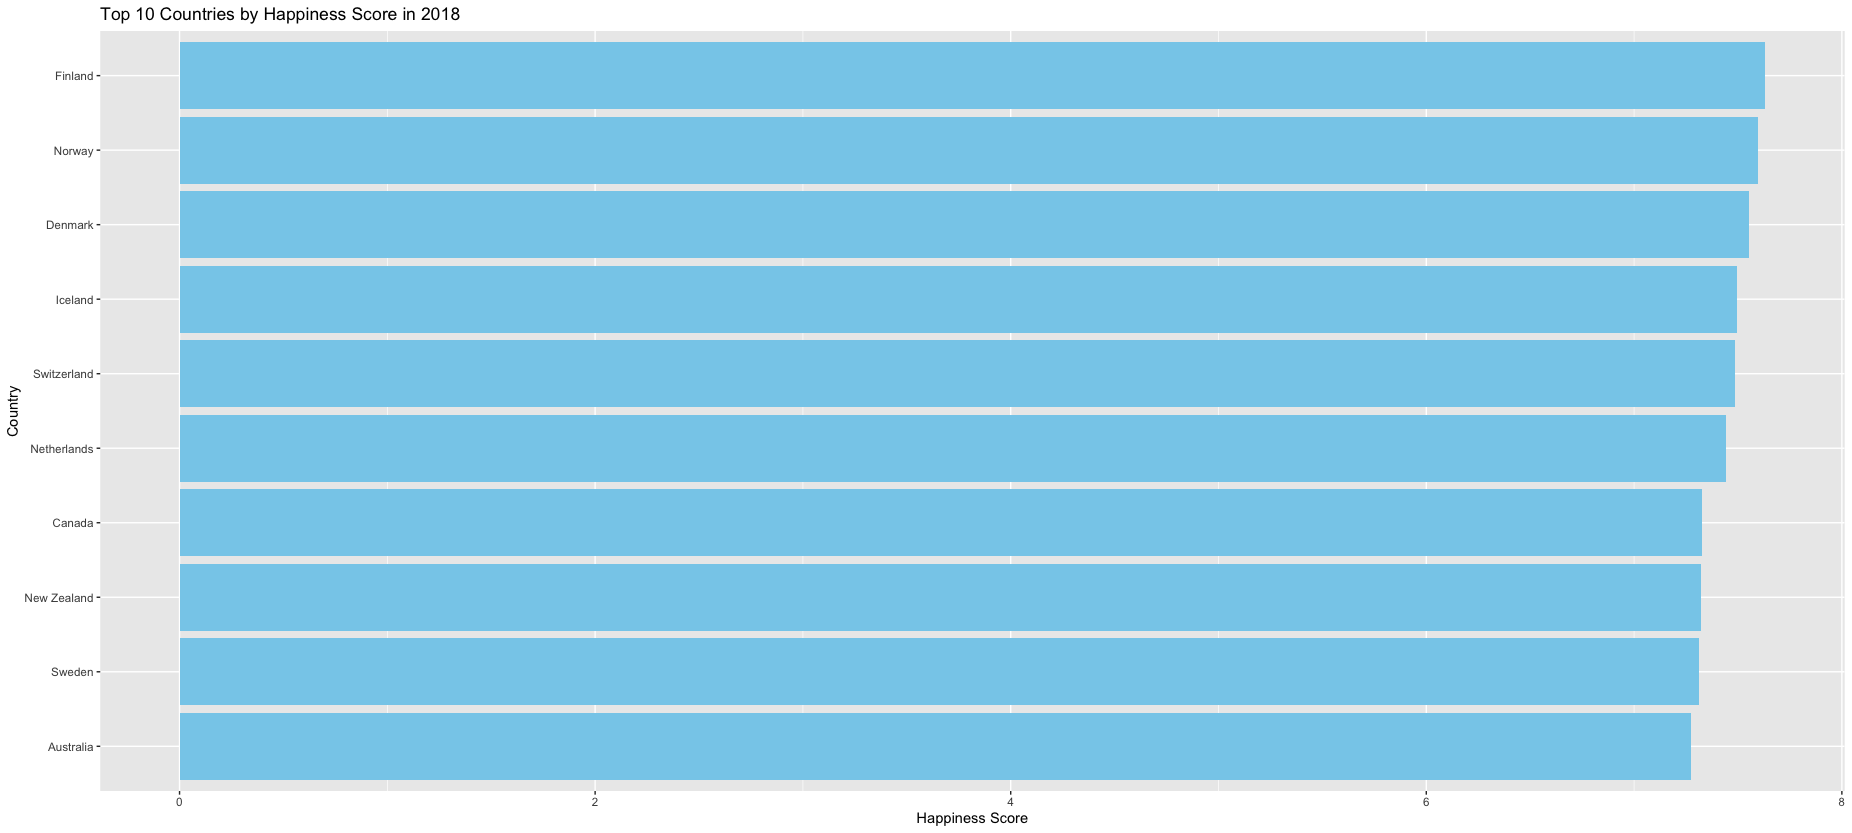 Top 10 Countries by Happiness Score in 2018
Country
Finland
Norway
Denmark
Iceland
Switzerland
Netherlands
Canada
New Zealand
Sweden
Australia
0 2 4 6 8
Happiness Score